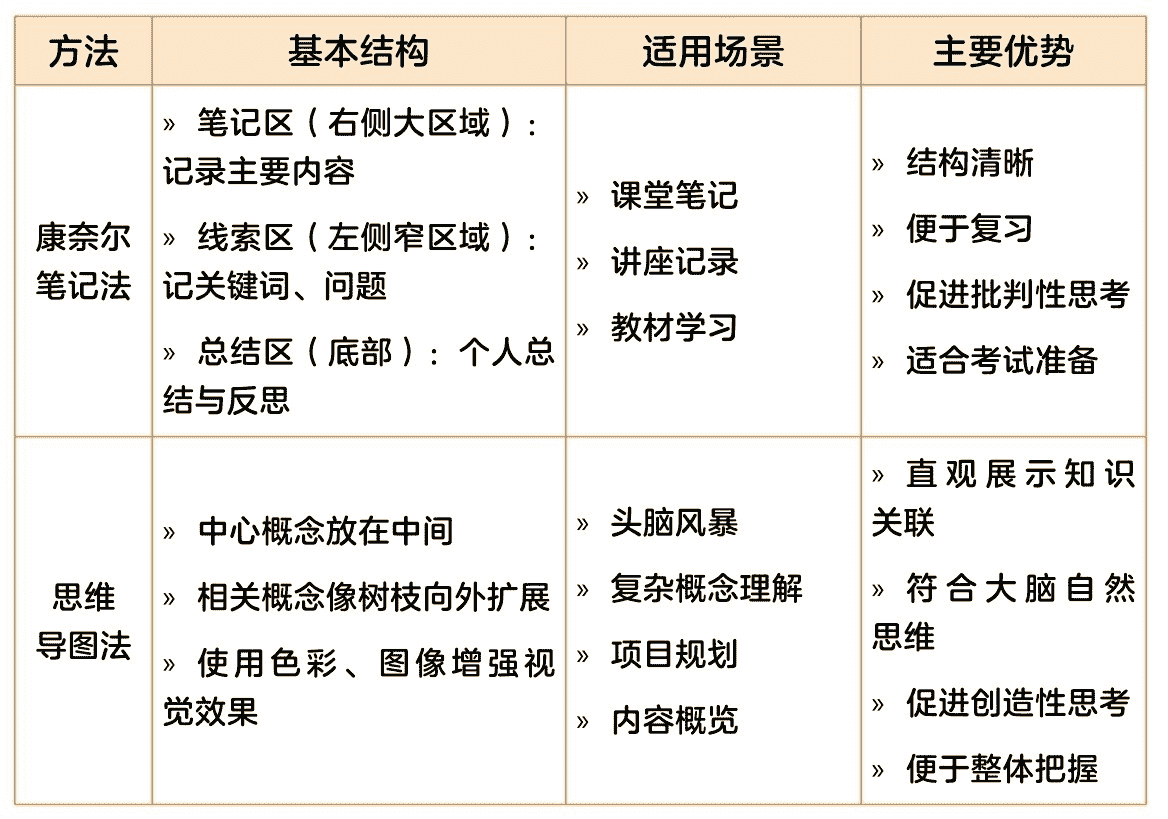 方法 基本结构 适用场景 主要优势
康奈尔
笔记法
» 笔记区（右侧大区域）：
记录主要内容
» 线索区（左侧窄区域）：
记关键词、问题
» 总结区（底部）：个人总
结与反思
» 课堂笔记
» 讲座记录
» 教材学习
» 结构清晰
» 便于复习
» 促进批判性思考
» 适合考试准备
思维
导图法
» 中心概念放在中间
» 相关概念像树枝向外扩展
» 使用色彩、图像增强视
觉效果
» 头脑风暴
» 复杂概念理解
» 项目规划
» 内容概览
» 直观展示知识
关联
» 符合大脑自然
思维
» 促进创造性思考
» 便于整体把握